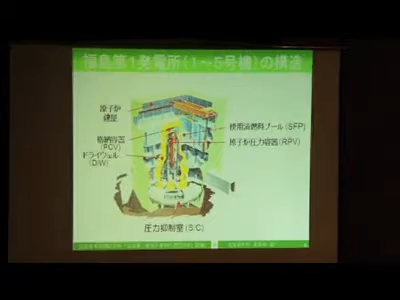 福島第1発電所(1〜5号機)の構造
原子炉
建屋
格納容器
(PCV)
ドライウェル
(D/W)
使用済燃料プール(SFP)
原子炉圧力容器(RPV)
圧力抑制室(S/C)